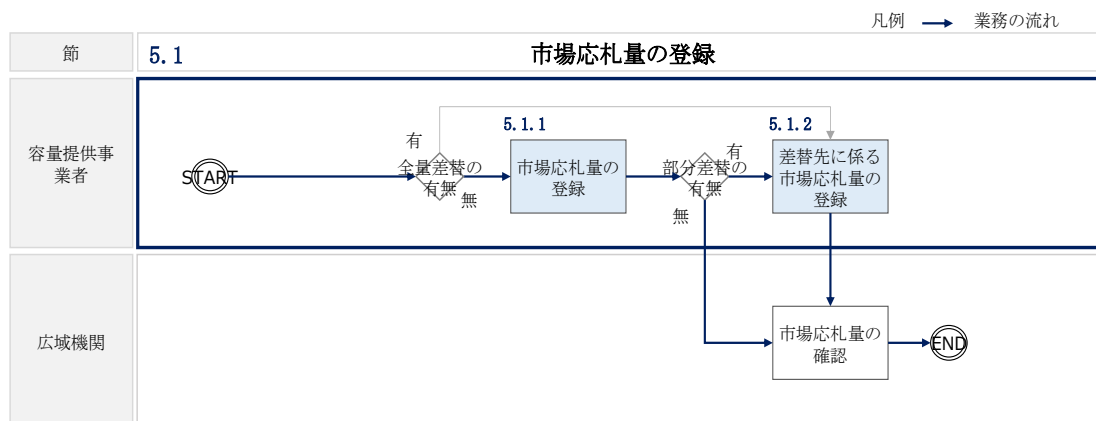 凡例 業務の流れ
節 5.1 市場応札量の登録
容量提供事
業者
START
有
全量差替の
有無
無
5.1.1
市場応札量の
登録
部分差替の
有無
有
無
5.1.2
差替先に係る
市場応札量の
登録
広域機関
市場応札量の
確認
END